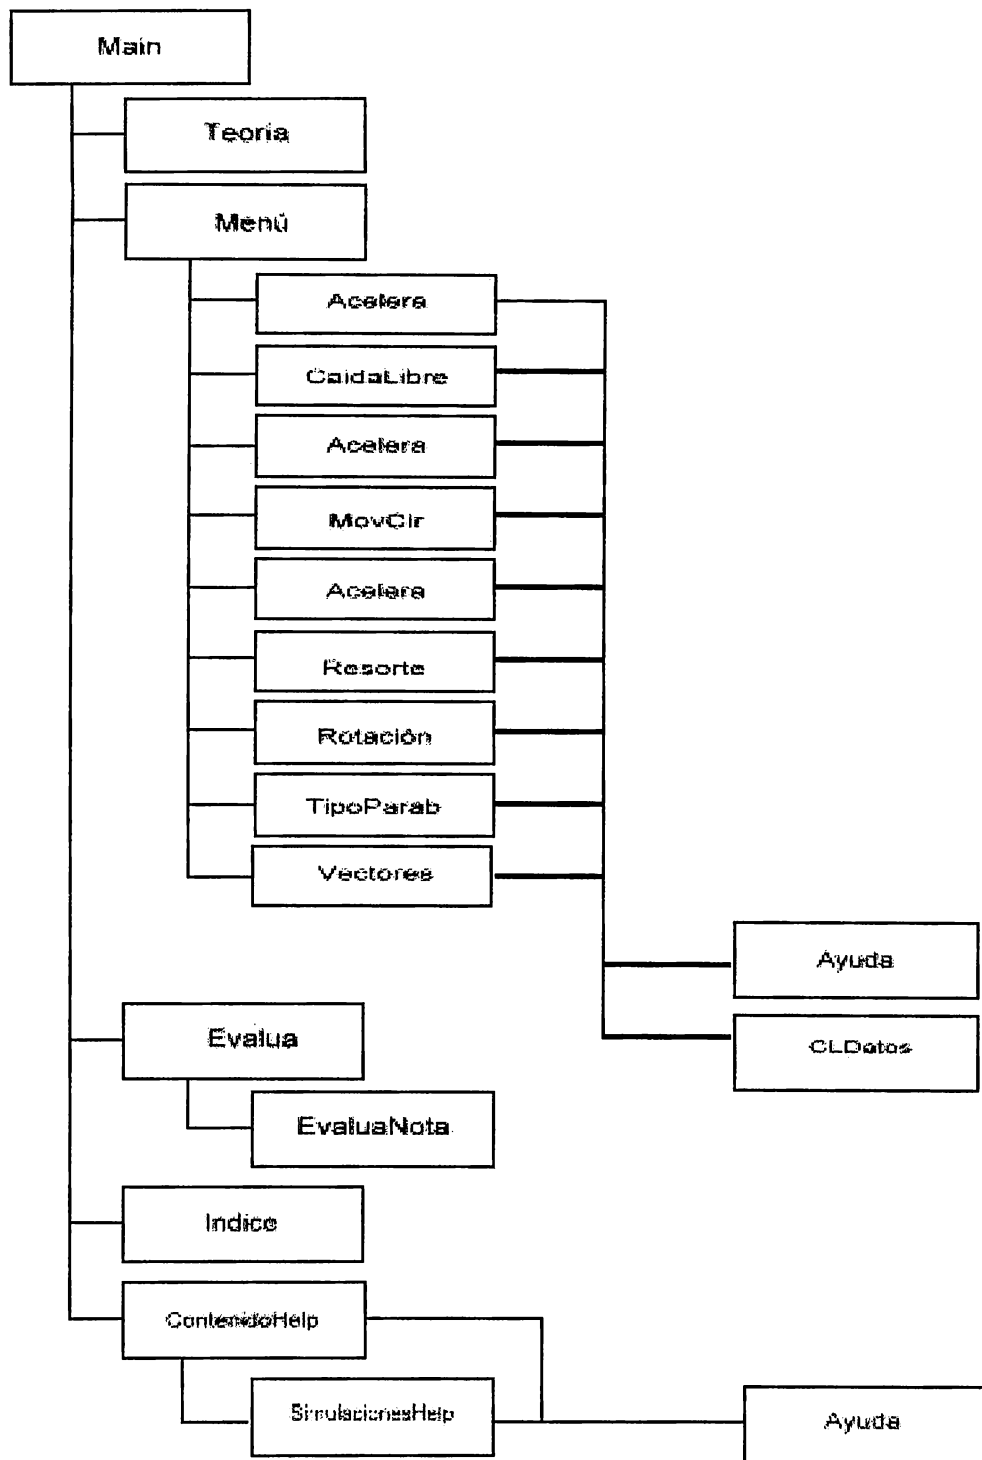 Main
Teoria
Menú
Acelera
CaidaLibre
Acelera
MovCir
Acelera
Resorte
Rotación
TipoParab
Vectores
Ayuda
CLDatos
Evalua
EvaluaNota
Indice
ContenidoHelp
SimulacionesHelp
Ayuda